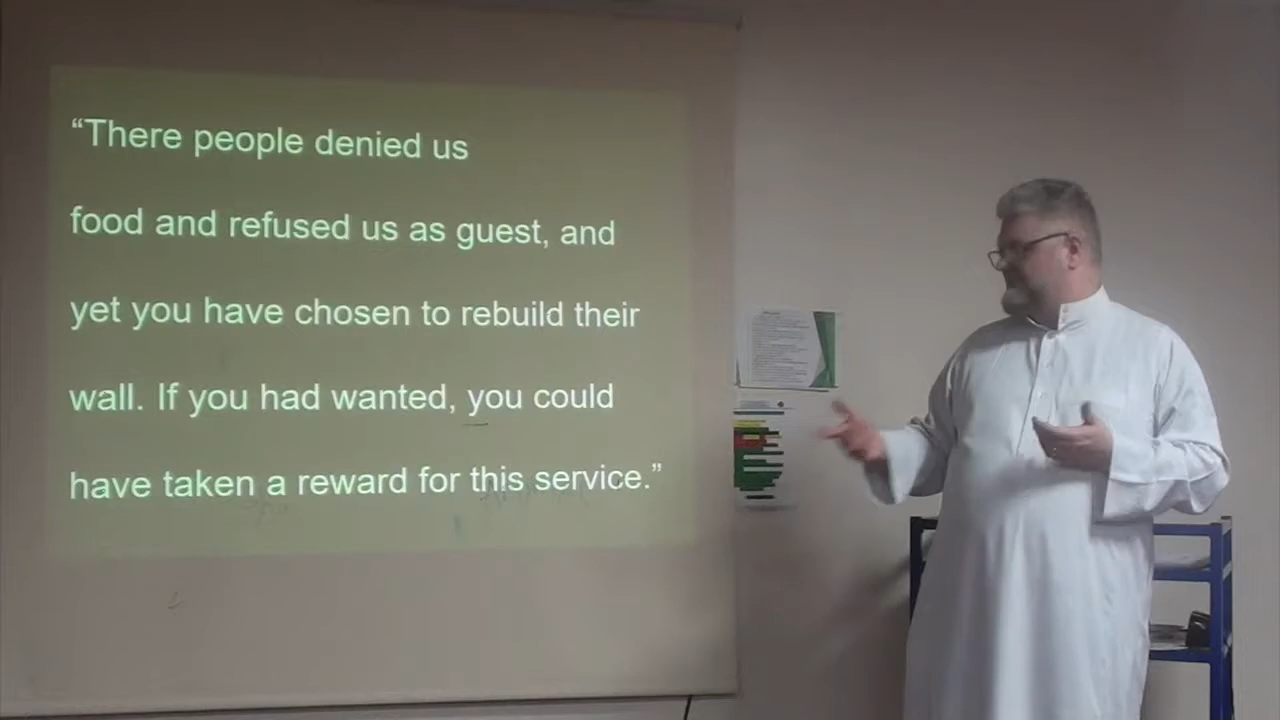 “There people denied us
food and refused us as guest, and
yet you have chosen to rebuild their
wall. If you had wanted, you could
have taken a reward for this service.”